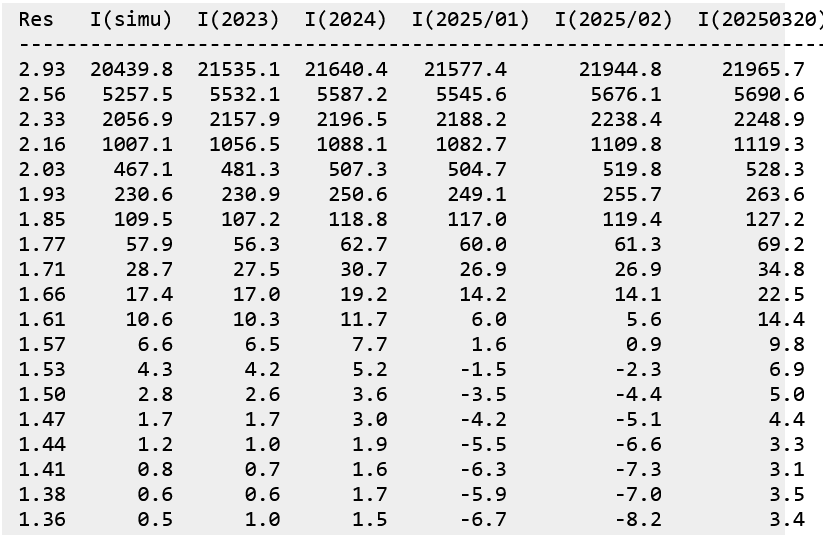 Res I(simu) I(2023) I(2024) I(2025/01) I(2025/02) I(20250320)
--------------------------------------------------------------------
2.93 20439.8 21535.1 21640.4 21577.4 21944.8 21965.7
2.56 5257.5 5532.1 5587.2 5545.6 5676.1 5690.6
2.33 2056.9 2157.9 2196.5 2188.2 2238.4 2248.9
2.16 1007.1 1056.5 1088.1 1082.7 1109.8 1119.3
2.03 467.1 481.3 507.3 504.7 519.8 528.3
1.93 230.6 230.9 250.6 249.1 255.7 263.6
1.85 109.5 107.2 118.8 117.0 119.4 127.2
1.77 57.9 56.3 62.7 60.0 61.3 69.2
1.71 28.7 27.5 30.7 26.9 26.9 34.8
1.66 17.4 17.0 19.2 14.2 14.1 22.5
1.61 10.6 10.3 11.7 6.0 5.6 14.4
1.57 6.6 6.5 7.7 1.6 0.9 9.8
1.53 4.3 4.2 5.2 -1.5 -2.3 6.9
1.50 2.8 2.6 3.6 -3.5 -4.4 5.0
1.47 1.7 1.7 3.0 -4.2 -5.1 4.4
1.44 1.2 1.0 1.9 -5.5 -6.6 3.3
1.41 0.8 0.7 1.6 -6.3 -7.3 3.1
1.38 0.6 0.6 1.7 -5.9 -7.0 3.5
1.36 0.5 1.0 1.5 -6.7 -8.2 3.4